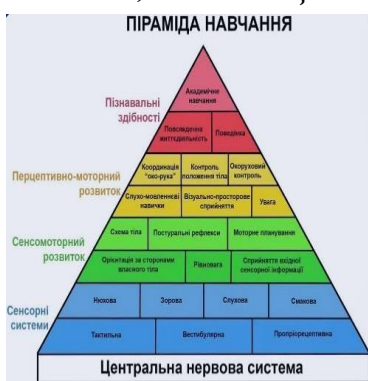 ПІРАМІДА НАВЧАННЯ
Академічне
навчання
Пізнавальні
здібності
Повсякденна
життєдіяльність
Поведінка
Перцептивно-моторний
розвиток
Координація
"око-рука"
Контроль
положення тіла
Окоруховий
контроль
Слухо-мовленнєві
навички
Візуально-просторове
сприйняття
Увага
Сенсомоторний
розвиток
Схема тіла
Постуральні рефлекси
Моторне планування
Орієнтація за сторонами
власного тіла
Рівновага
Сприйняття вхідної
сенсорної інформації
Сенсорні
системи
Нюхова
Зорова
Слухова
Смакова
Тактильна
Вестибулярна
Пропріорецептивна
Центральна нервова система